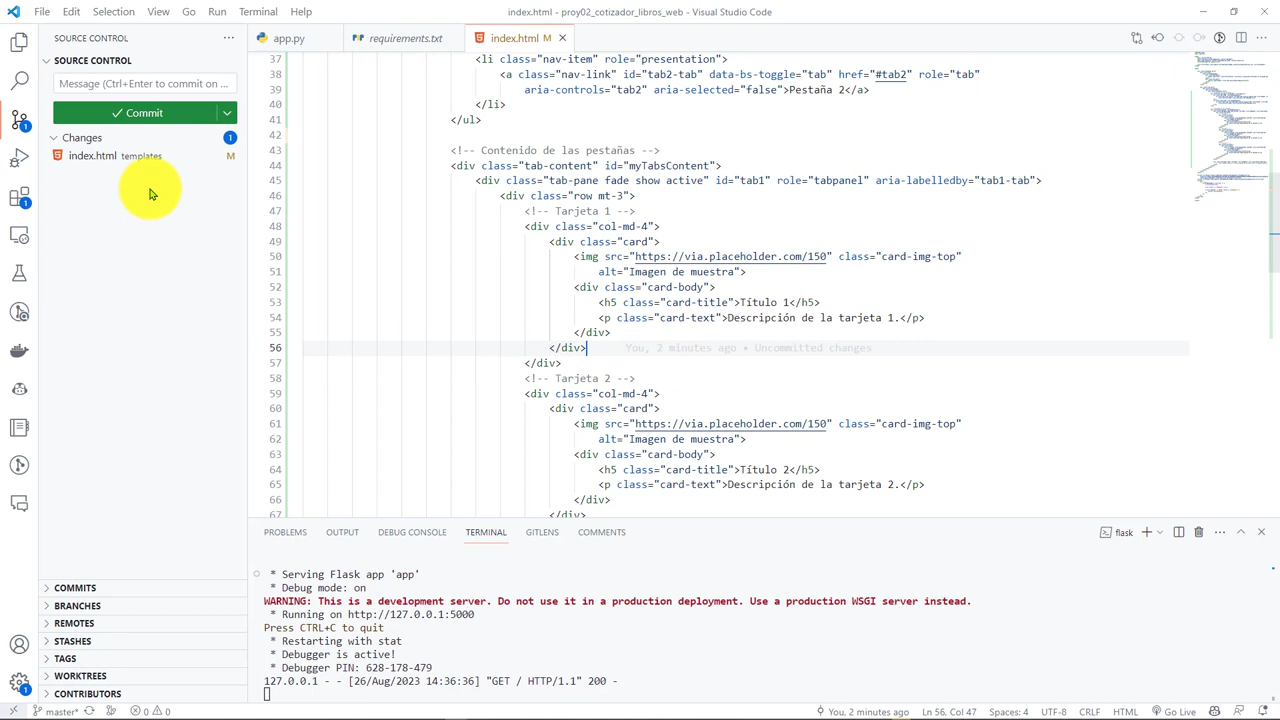 File Edit Selection View Go Run Terminal Help
index.html - proy02_cotizador_libros_web - Visual Studio Code
SOURCE CONTROL
app.py
requirements.txt
index.html M
SOURCE CONTROL
Message (Ctrl+Enter to commit on ...
Commit
Changes 1
index.html templates M
37 <li class="nav-item" role="presentation">
38 <a class="nav-link" id="tab2-tab" data-bs-toggle="tab" href="#tab2" role="tab"
39 aria-controls="tab2" aria-selected="false">Pestaña 2</a>
40 </li>
41 </ul>
42
43 <!-- Contenido de las pestañas -->
44 <div class="tab-content" id="myTabsContent">
45 <div class="tab-pane fade show active" id="tab1" role="tabpanel" aria-labelledby="tab1-tab">
46 <div class="row mt-3">
47 <!-- Tarjeta 1 -->
48 <div class="col-md-4">
49 <div class="card">
50 <img src="https://via.placeholder.com/150" class="card-img-top"
51 alt="Imagen de muestra">
52 <div class="card-body">
53 <h5 class="card-title">Título 1</h5>
54 <p class="card-text">Descripción de la tarjeta 1.</p>
55 </div>
56 </div> You, 2 minutes ago • Uncommitted changes
57 </div>
58 <!-- Tarjeta 2 -->
59 <div class="col-md-4">
60 <div class="card">
61 <img src="https://via.placeholder.com/150" class="card-img-top"
62 alt="Imagen de muestra">
63 <div class="card-body">
64 <h5 class="card-title">Título 2</h5>
65 <p class="card-text">Descripción de la tarjeta 2.</p>
66 </div>
67 </div>
PROBLEMS OUTPUT DEBUG CONSOLE TERMINAL GITLENS COMMENTS
flask
* Serving Flask app 'app'
* Debug mode: on
WARNING: This is a development server. Do not use it in a production deployment. Use a production WSGI server instead.
* Running on http://127.0.0.1:5000
Press CTRL+C to quit
* Restarting with stat
* Debugger is active!
* Debugger PIN: 628-178-479
127.0.0.1 - - [26/Aug/2023 14:36:36] "GET / HTTP/1.1" 200 -
COMMITS
BRANCHES
REMOTES
STASHES
TAGS
WORKTREES
CONTRIBUTORS
1
1
1
master* 0 0
You, 2 minutes ago Ln 56, Col 47 Spaces: 4 UTF-8 CRLF HTML Go Live